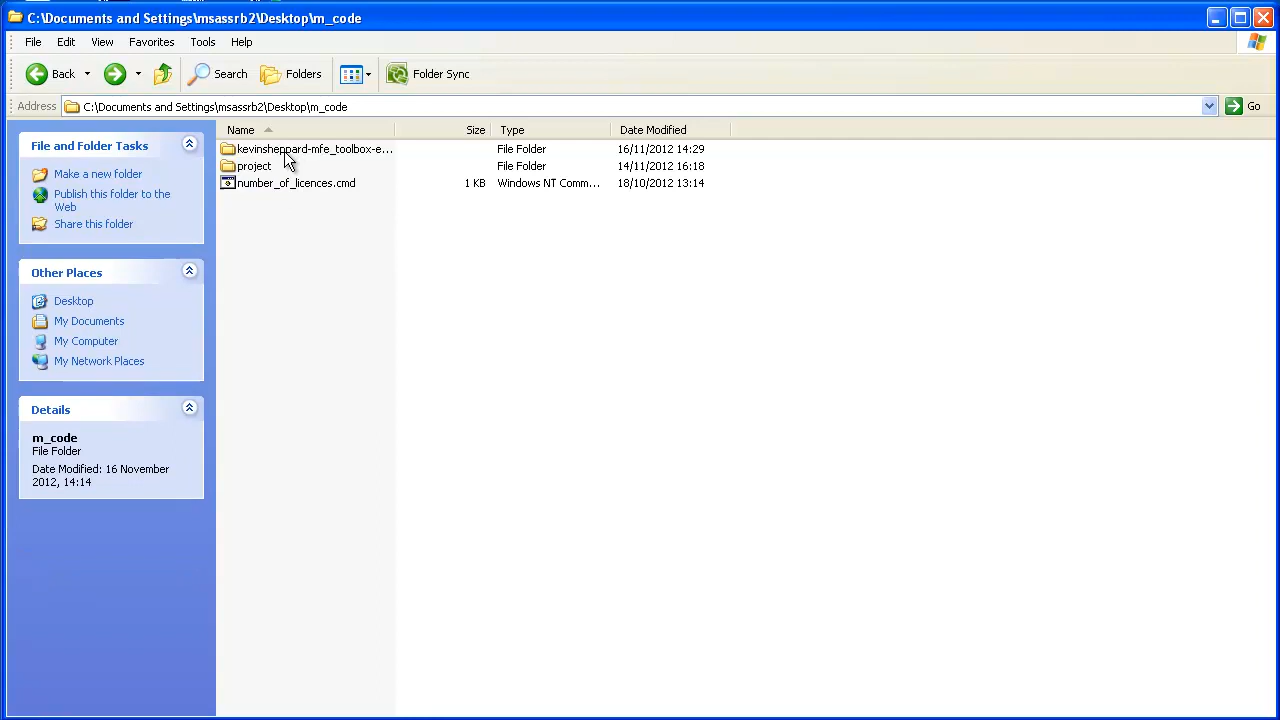 C:\Documents and Settings\msassrb2\Desktop\m_code
File Edit View Favorites Tools Help
Back Search Folders Folder Sync
Address C:\Documents and Settings\msassrb2\Desktop\m_code Go
Name Size Type Date Modified
kevinsheppard-mfe_toolbox-e... File Folder 16/11/2012 14:29
project File Folder 14/11/2012 16:18
number_of_licences.cmd 1 KB Windows NT Comm... 18/10/2012 13:14
File and Folder Tasks
Make a new folder
Publish this folder to the
Web
Share this folder
Other Places
Desktop
My Documents
My Computer
My Network Places
Details
m_code
File Folder
Date Modified: 16 November
2012, 14:14